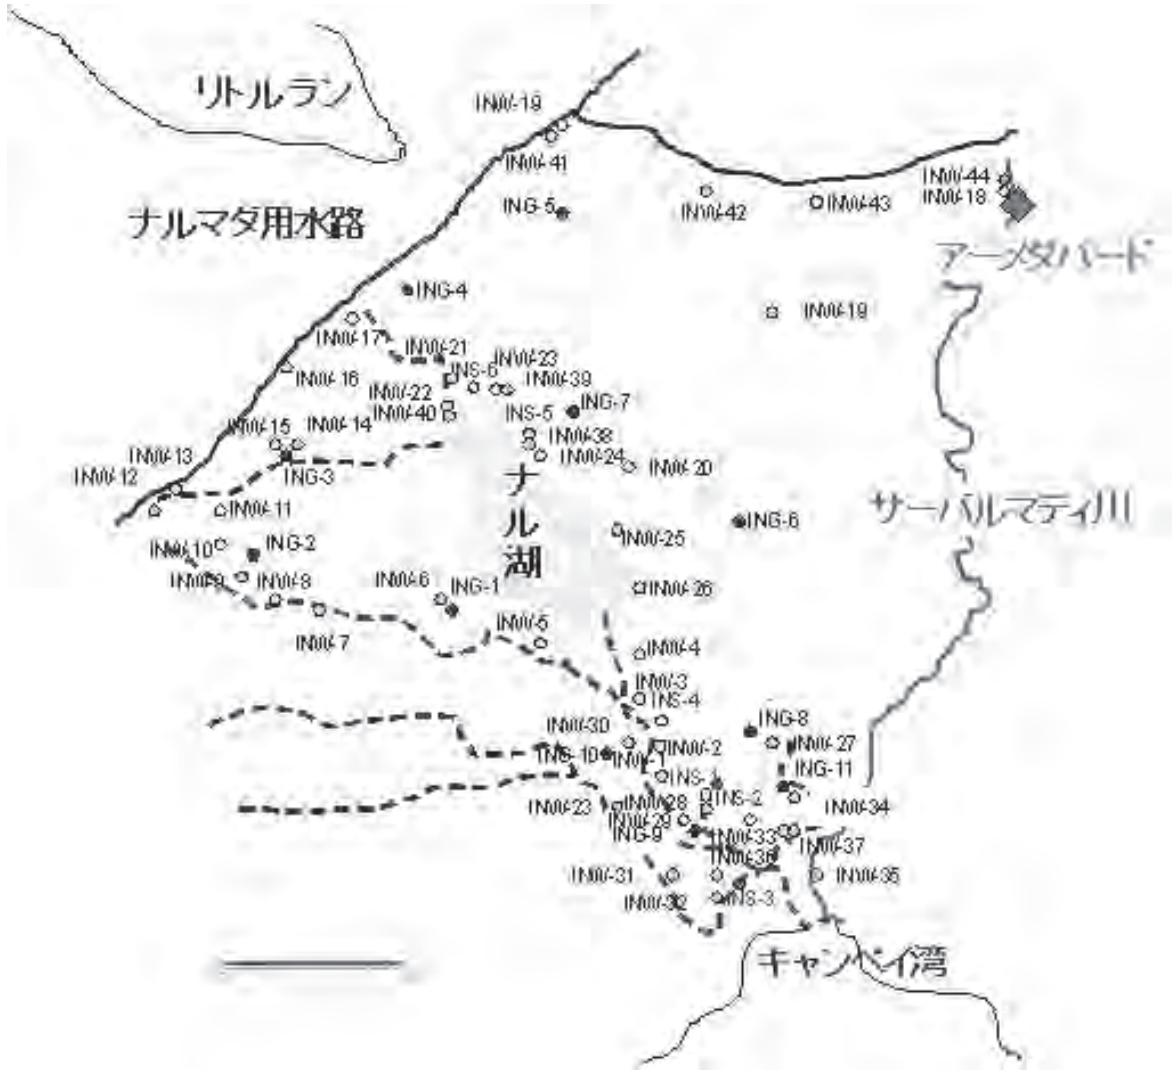 リトルラン
INW-19
INW-41
ING-5
INW-42
INW-43
INW-44
INW-18
ナルマダ用水路
アーメダバード
ING-4
INW-19
INW-17
INW-21
INW-23
INS-6
INW-16
INW-22
INW-39
INW-40
INS-5
ING-7
INW-15
INW-14
INW-38
INW-13
INW-24
INW-20
INW-12
ING-3
ナル湖
INW-11
サーバルマティ川
ING-6
INW-25
INW-10
ING-2
INW-9
INW-8
INW-6
ING-1
INW-26
INW-7
INW-5
INW-4
INW-3
INS-4
INW-30
ING-8
ING-10
INW-1
INW-2
INW-27
INS-1
ING-11
INW-23
INW-28
INS-2
INW-34
INW-29
ING-9
INW-33
INW-37
INW-36
INW-31
INW-35
INW-32
INS-3
キャンベイ湾